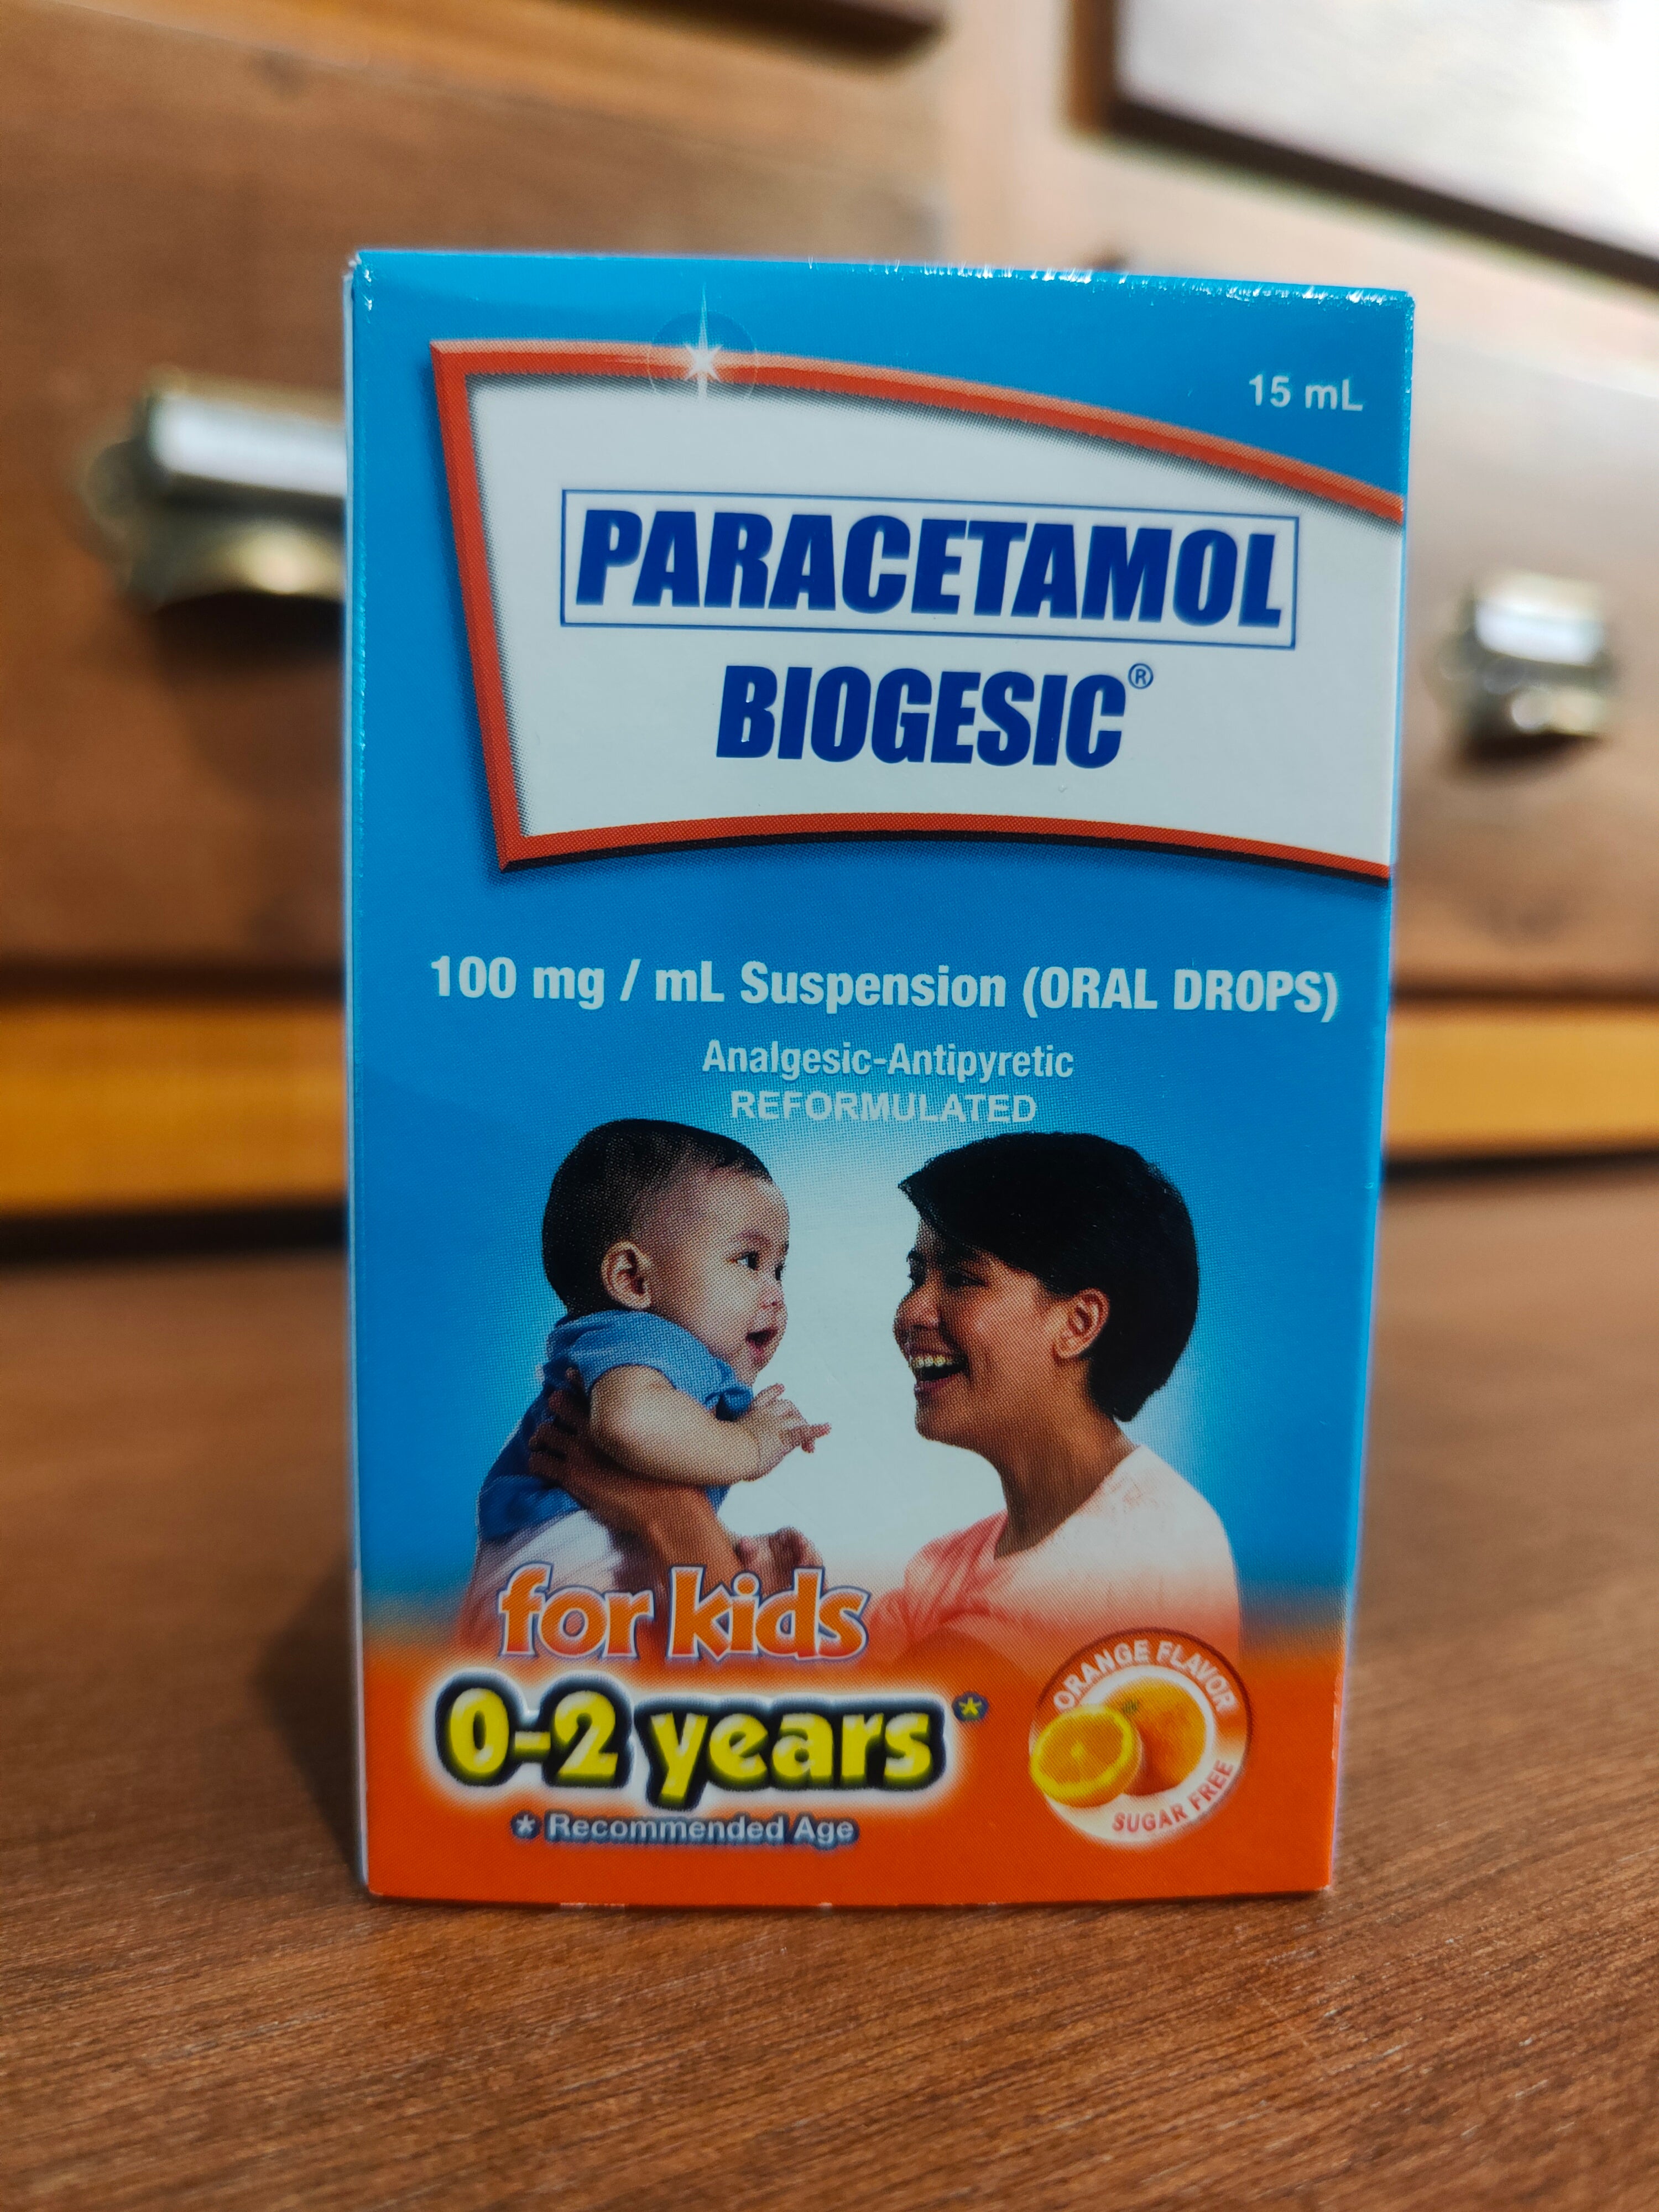 15 mL
PARACETAMOL
BIOGESIC®
100 mg / mL Suspension (ORAL DROPS)
Analgesic-Antipyretic
REFORMULATED
for kids
0-2 years*
* Recommended Age
ORANGE FLAVOR
SUGAR FREE